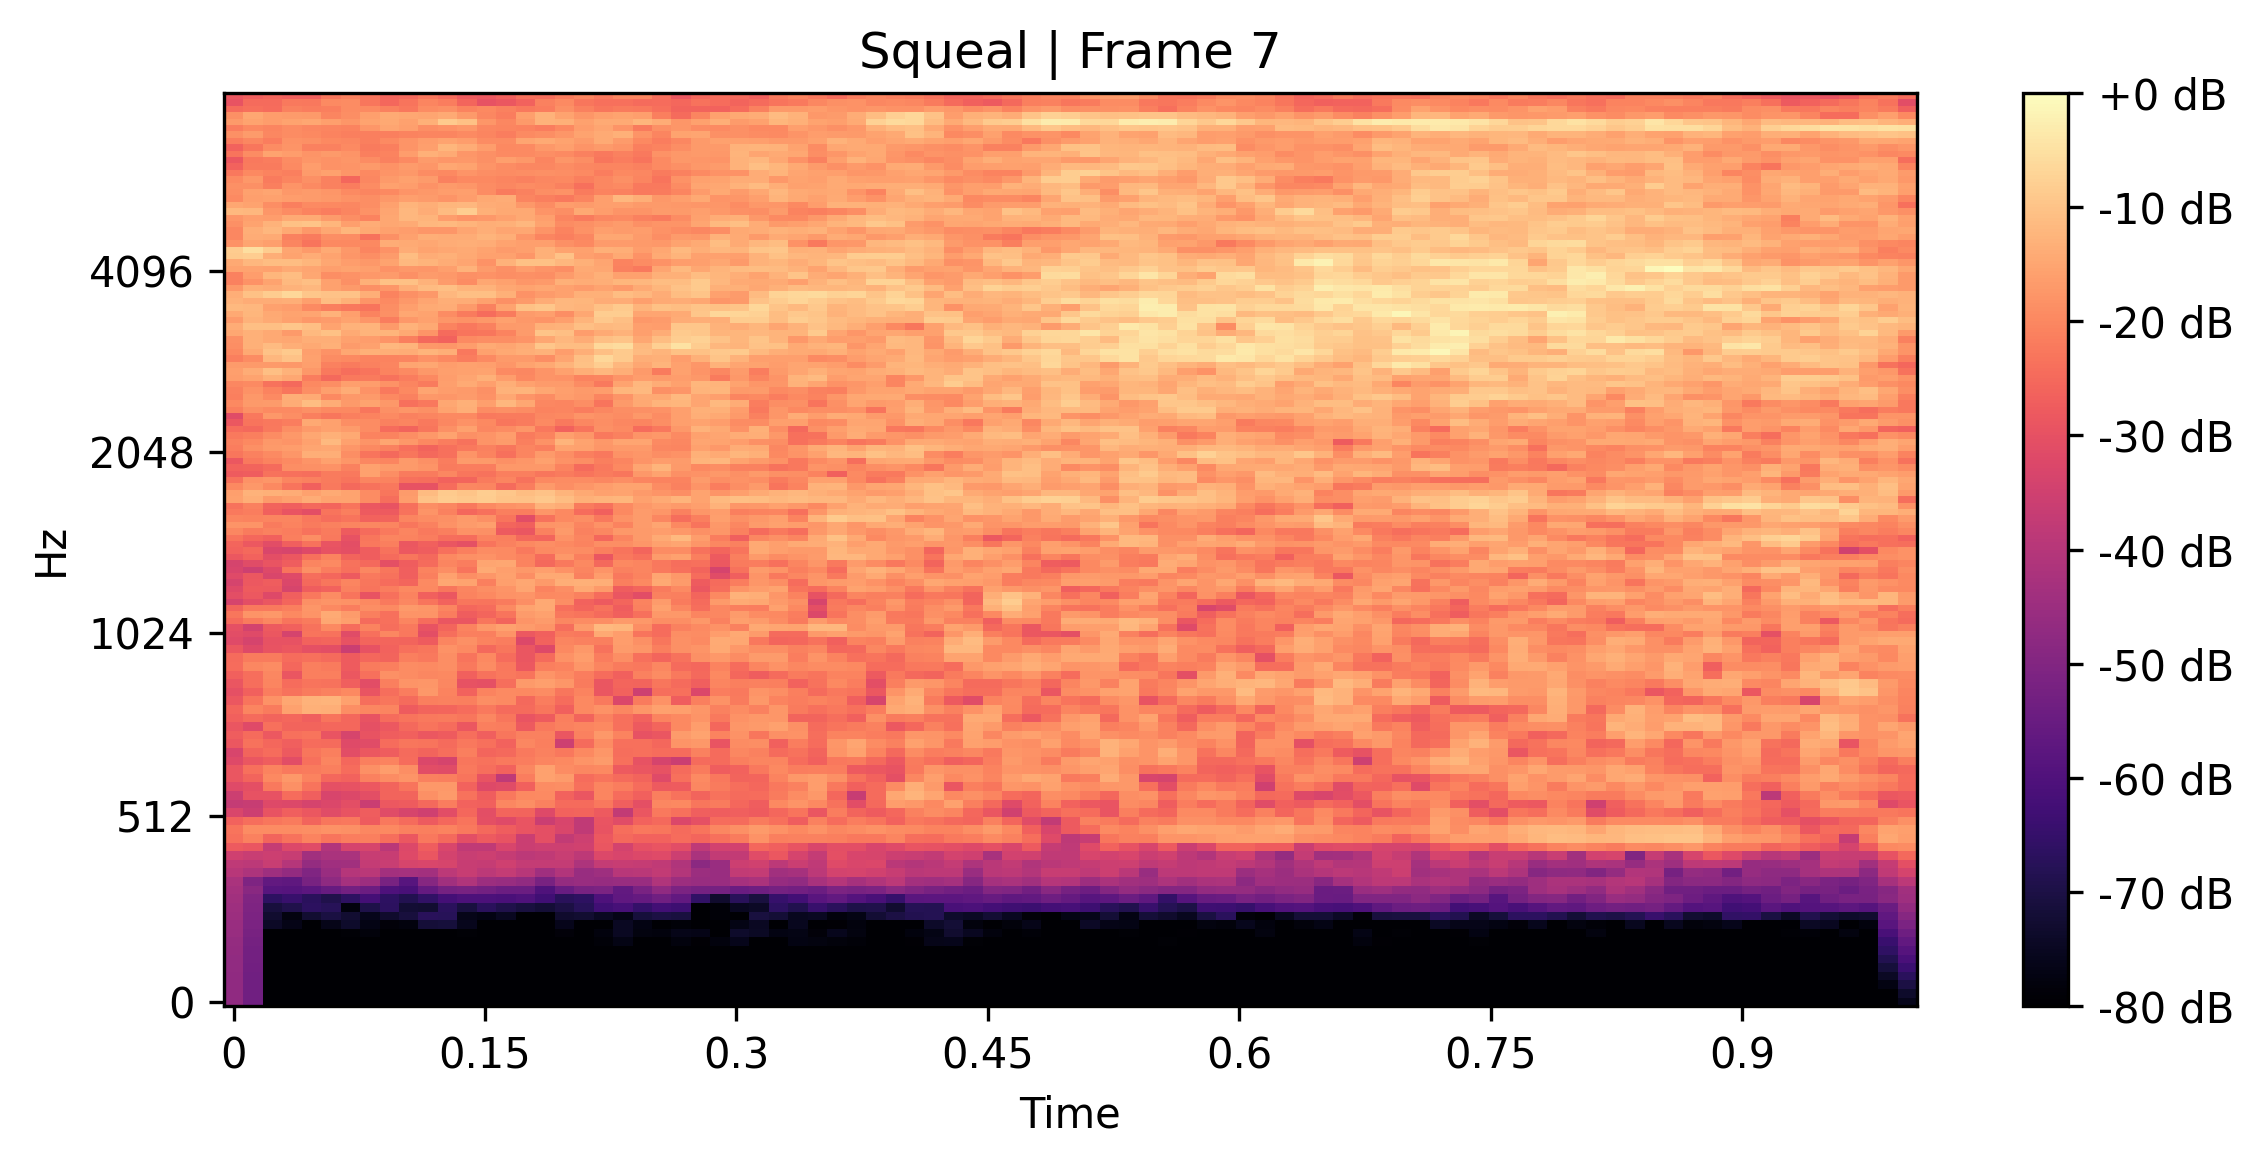 Squeal | Frame 7
Hz
4096
2048
1024
512
0
0 0.15 0.3 0.45 0.6 0.75 0.9
Time
+0 dB
-10 dB
-20 dB
-30 dB
-40 dB
-50 dB
-60 dB
-70 dB
-80 dB